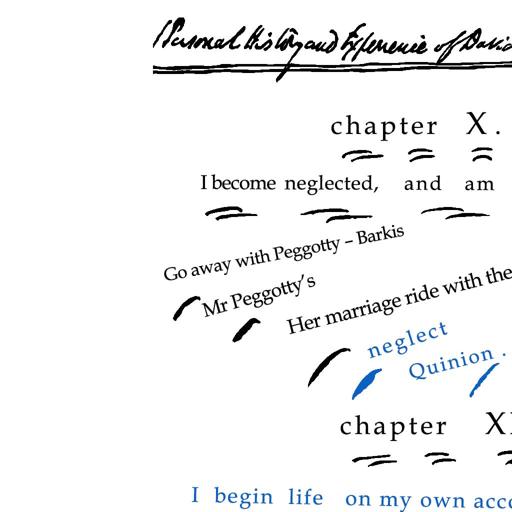 Personal History and Experience of David
chapter X.
I become neglected, and am
Go away with Peggotty – Barkis
Mr Peggotty's
Her marriage ride with the
neglect
Quinion.
chapter
I begin life on my own acco